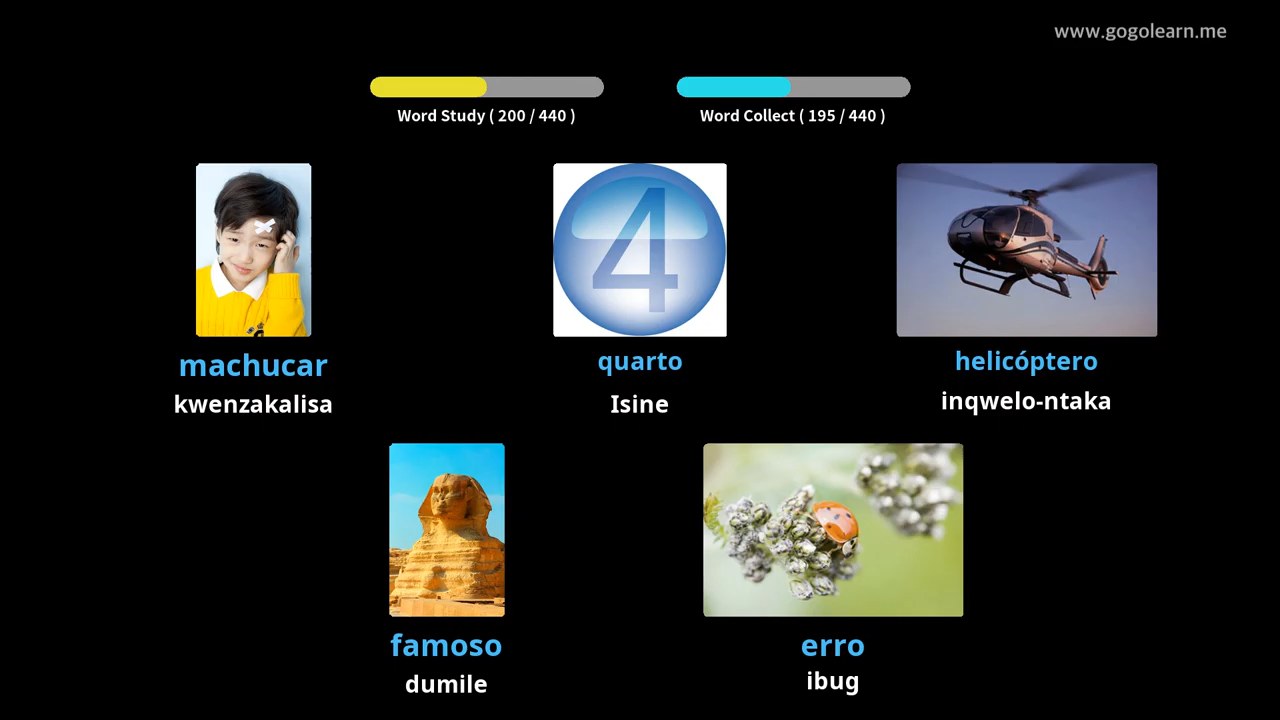 www.gogolearn.me
Word Study ( 200 / 440 )
Word Collect ( 195 / 440 )
4
machucar
kwenzakalisa
quarto
Isine
helicóptero
inqwelo-ntaka
famoso
dumile
erro
ibug